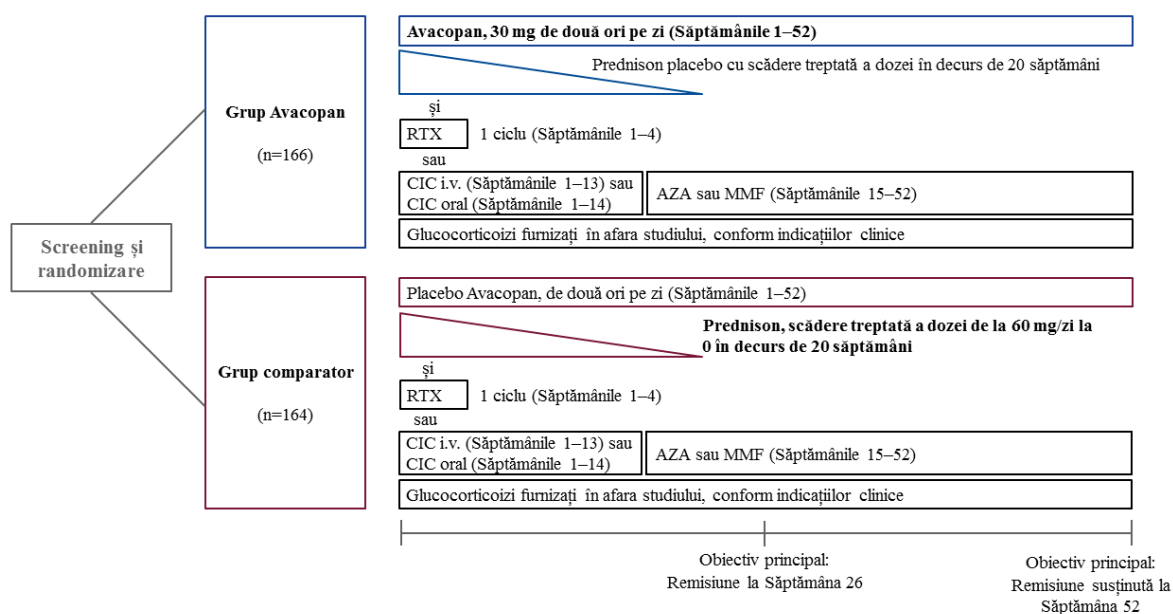 Screening și
randomizare
Grup Avacopan
(n=166)
Avacopan, 30 mg de două ori pe zi (Săptămânile 1–52)
Prednison placebo cu scădere treptată a dozei în decurs de 20 săptămâni
și
RTX
1 ciclu (Săptămânile 1–4)
sau
CIC i.v. (Săptămânile 1–13) sau
CIC oral (Săptămânile 1–14)
AZA sau MMF (Săptămânile 15–52)
Glucocorticoizi furnizați în afara studiului, conform indicațiilor clinice
Grup comparator
(n=164)
Placebo Avacopan, de două ori pe zi (Săptămânile 1–52)
Prednison, scădere treptată a dozei de la 60 mg/zi la
0 în decurs de 20 săptămâni
și
RTX
1 ciclu (Săptămânile 1–4)
sau
CIC i.v. (Săptămânile 1–13) sau
CIC oral (Săptămânile 1–14)
AZA sau MMF (Săptămânile 15–52)
Glucocorticoizi furnizați în afara studiului, conform indicațiilor clinice
Obiectiv principal:
Remisiune la Săptămâna 26
Obiectiv principal:
Remisiune susținută la
Săptămâna 52